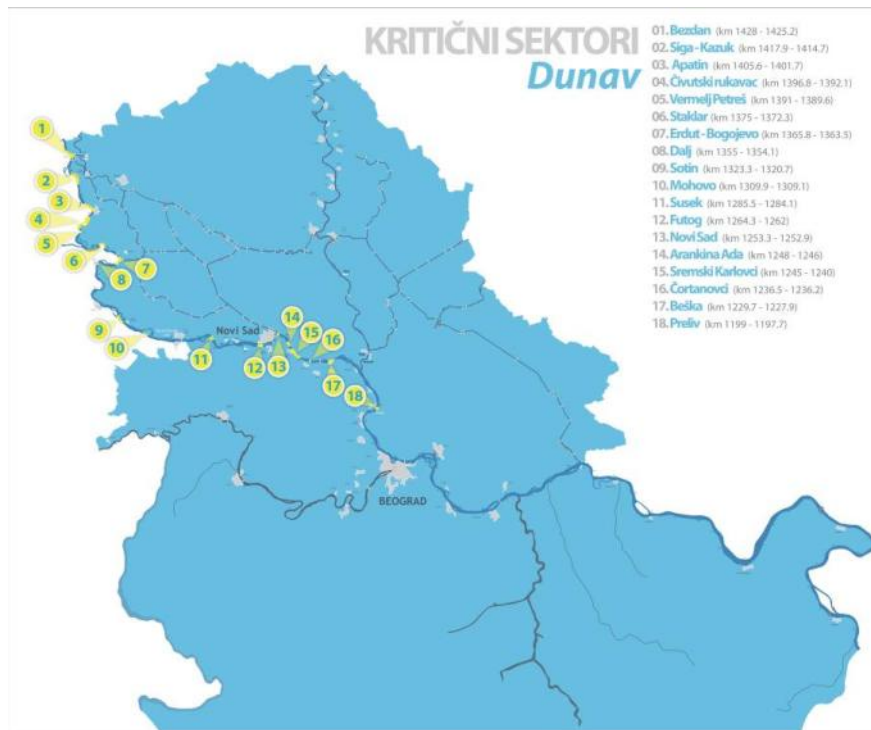 KRITIČNI SEKTORI
Dunav
01. Bezdan (km 1428 - 1425.2)
02. Siga - Kazuk (km 1417.9 - 1414.7)
03. Apatin (km 1405.6 - 1401.7)
04. Čivutski rukavac (km 1396.8 - 1392.1)
05. Vermelj Petreš (km 1391 - 1389.6)
06. Staklar (km 1375 - 1372.3)
07. Erdut - Bogojevo (km 1365.8 - 1363.5)
08. Dalj (km 1355 - 1354.1)
09. Sotin (km 1323.3 - 1320.7)
10. Mohovo (km 1309.9 - 1309.1)
11. Susek (km 1285.5 - 1284.1)
12. Futog (km 1264.3 - 1262)
13. Novi Sad (km 1253.3 - 1252.9)
14. Arankina Ada (km 1248 - 1246)
15. Sremski Karlovci (km 1245 - 1240)
16. Čortanovci (km 1236.5 - 1236.2)
17. Beška (km 1229.7 - 1227.9)
18. Preliv (km 1199 - 1197.7)
1
2
3
4
5
6
8
7
9
10
11
Novi Sad
14
15
16
12
13
17
18
BEOGRAD